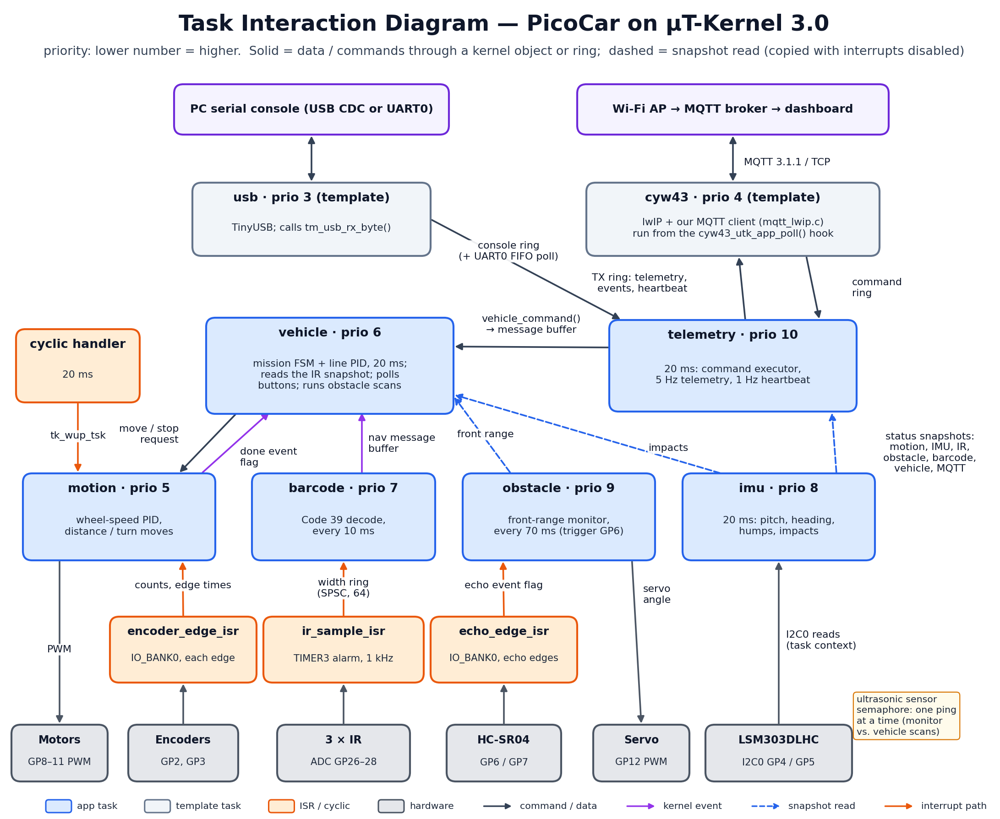 Task Interaction Diagram — PicoCar on µT-Kernel 3.0
priority: lower number = higher.  Solid = data / commands through a kernel object or ring;  dashed = snapshot read (copied with interrupts disabled)
PC serial console (USB CDC or UART0)
Wi-Fi AP → MQTT broker → dashboard
MQTT 3.1.1 / TCP
usb · prio 3 (template)
TinyUSB; calls tm_usb_rx_byte()
cyw43 · prio 4 (template)
lwIP + our MQTT client (mqtt_lwip.c)
run from the cyw43_utk_app_poll() hook
console ring
(+ UART0 FIFO poll)
TX ring: telemetry,
events, heartbeat
command
ring
vehicle_command()
→ message buffer
cyclic handler
20 ms
vehicle · prio 6
mission FSM + line PID, 20 ms;
reads the IR snapshot; polls
buttons; runs obstacle scans
telemetry · prio 10
20 ms: command executor,
5 Hz telemetry, 1 Hz heartbeat
tk_wup_tsk
move / stop
request
done event
flag
nav message
buffer
front range
impacts
status snapshots:
motion, IMU, IR,
obstacle, barcode,
vehicle, MQTT
motion · prio 5
wheel-speed PID,
distance / turn moves
barcode · prio 7
Code 39 decode,
every 10 ms
obstacle · prio 9
front-range monitor,
every 70 ms (trigger GP6)
imu · prio 8
20 ms: pitch, heading,
humps, impacts
counts, edge times
width ring
(SPSC, 64)
echo event flag
servo
angle
PWM
I2C0 reads
(task context)
encoder_edge_isr
IO_BANK0, each edge
ir_sample_isr
TIMER3 alarm, 1 kHz
echo_edge_isr
IO_BANK0, echo edges
ultrasonic sensor
semaphore: one ping
at a time (monitor
vs. vehicle scans)
Motors
GP8–11 PWM
Encoders
GP2, GP3
3 × IR
ADC GP26–28
HC-SR04
GP6 / GP7
Servo
GP12 PWM
LSM303DLHC
I2C0 GP4 / GP5
app task
template task
ISR / cyclic
hardware
command / data
kernel event
snapshot read
interrupt path